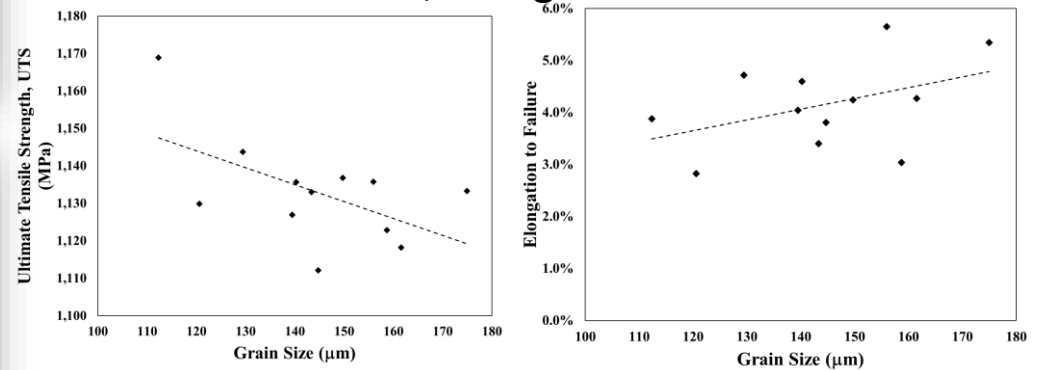 Ultimate Tensile Strength, UTS
(MPa)
1,180
1,170
1,160
1,150
1,140
1,130
1,120
1,110
1,100
100 110 120 130 140 150 160 170 180
Grain Size (μm)
Elongation to Failure
6.0%
5.0%
4.0%
3.0%
2.0%
1.0%
0.0%
100 110 120 130 140 150 160 170 180
Grain Size (μm)